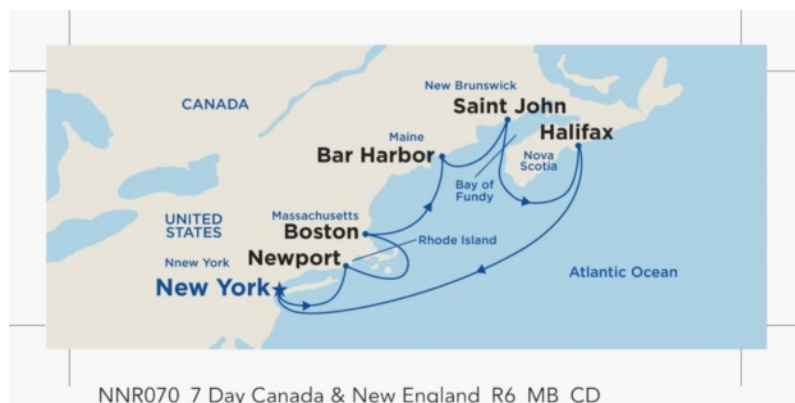 New Brunswick
CANADA
Saint John
Halifax
Maine
Bar Harbor
Nova
Scotia
Bay of
Fundy
UNITED
STATES
Massachusetts
Boston
Rhode Island
Nnew York
Newport
Atlantic Ocean
New York
NNR070 7 Day Canada & New England R6 MB CD